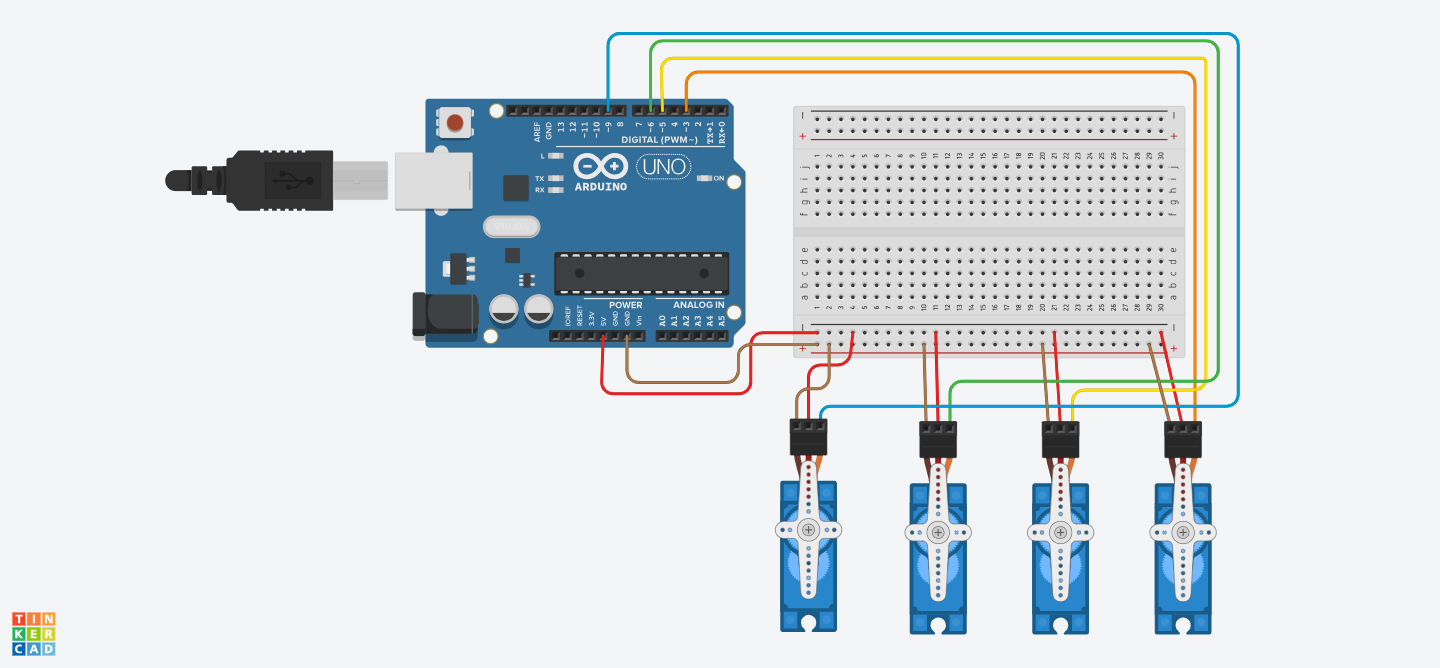 − −
+ +
1 2 3 4 5 6 7 8 9 10 11 12 13 14 15 16 17 18 19 20 21 22 23 24 25 26 27 28 29 30
j j
i i
h h
g g
f f
e e
d d
c c
b b
a a
1 2 3 4 5 6 7 8 9 10 11 12 13 14 15 16 17 18 19 20 21 22 23 24 25 26 27 28 29 30
− −
+ +
AREF GND 13 12 ~11 ~10 ~9 8 7 ~6 ~5 4 ~3 2 TX→1 RX←0
DIGITAL (PWM~)
L
TX
RX
UNO
ON
ARDUINO
POWER ANALOG IN
IOREF RESET 3.3V 5V GND GND Vin A0 A1 A2 A3 A4 A5
TIN
KER
CAD